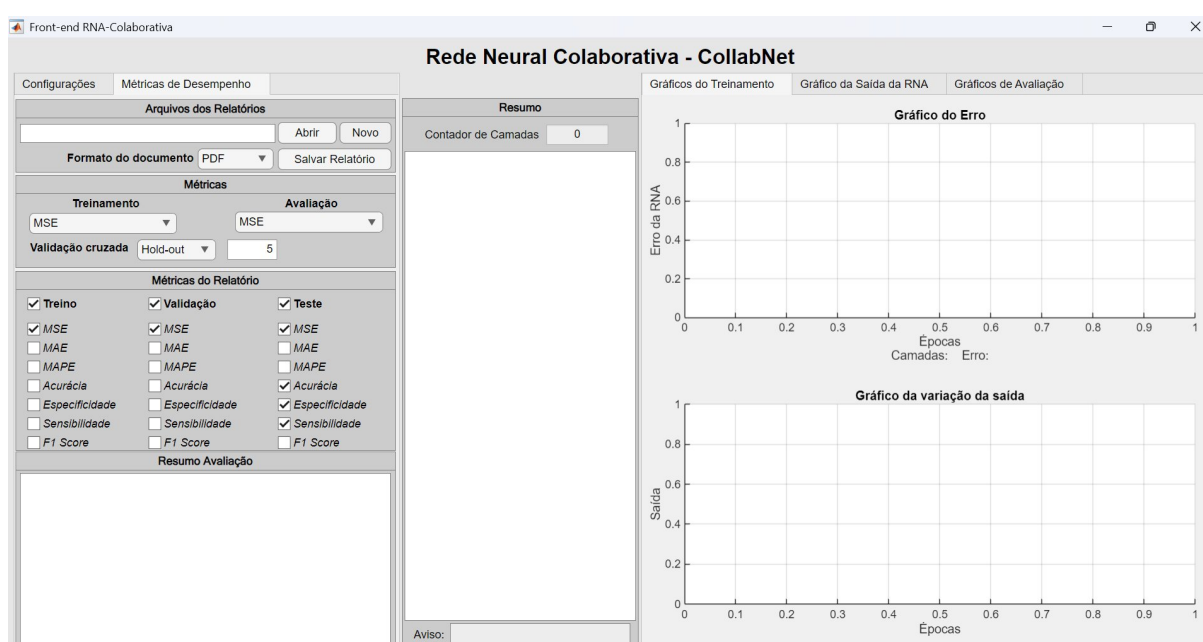 Front-end RNA-Colaborativa
Rede Neural Colaborativa - CollabNet
Configurações Métricas de Desempenho
Arquivos dos Relatórios
Abrir Novo
Formato do documento PDF Salvar Relatório
Métricas
Treinamento Avaliação
MSE MSE
Validação cruzada Hold-out 5
Métricas do Relatório
Treino Validação Teste
MSE MSE MSE
MAE MAE MAE
MAPE MAPE MAPE
Acurácia Acurácia Acurácia
Especificidade Especificidade Especificidade
Sensibilidade Sensibilidade Sensibilidade
F1 Score F1 Score F1 Score
Resumo Avaliação
Resumo
Contador de Camadas 0
Aviso:
Gráficos do Treinamento Gráfico da Saída da RNA Gráficos de Avaliação
Gráfico do Erro
Erro da RNA
1
0.8
0.6
0.4
0.2
0
0 0.1 0.2 0.3 0.4 0.5 0.6 0.7 0.8 0.9 1
Épocas
Camadas: Erro:
Gráfico da variação da saída
Saída
1
0.8
0.6
0.4
0.2
0
0 0.1 0.2 0.3 0.4 0.5 0.6 0.7 0.8 0.9 1
Épocas